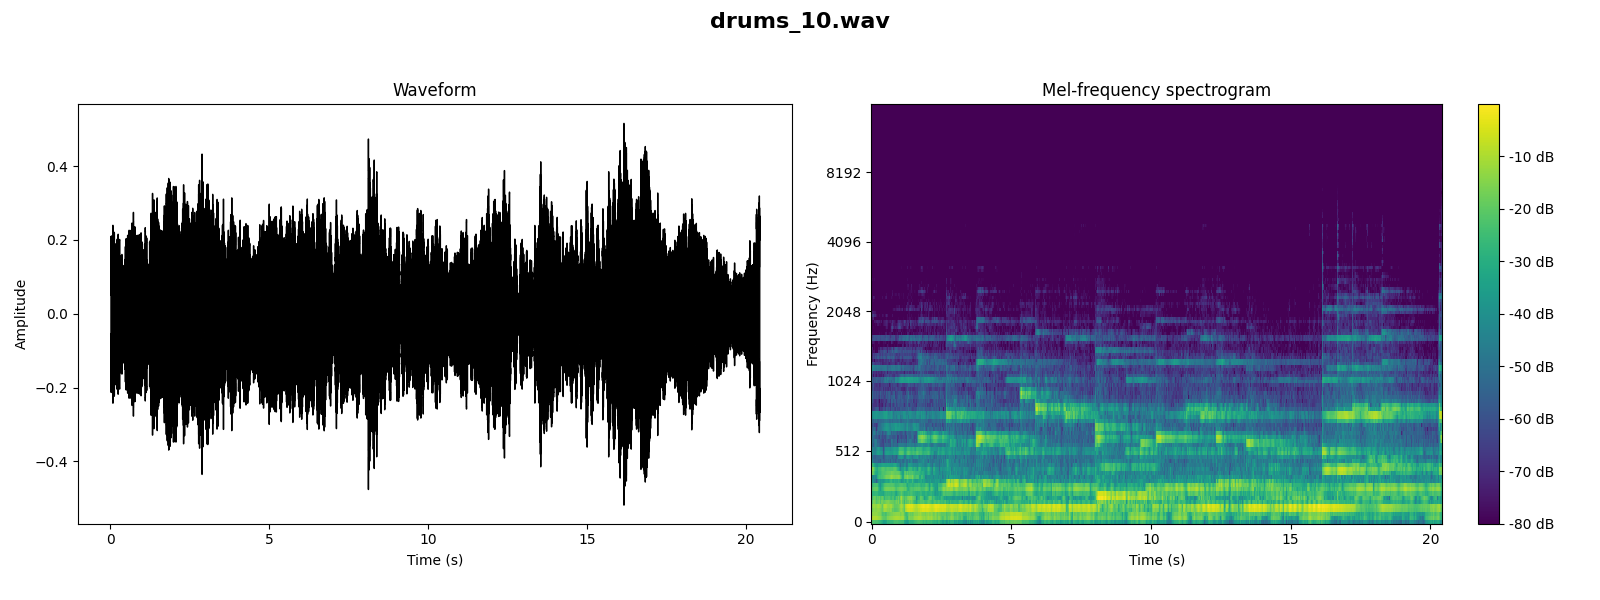 drums_10.wav
Waveform
Mel-frequency spectrogram
Amplitude
0.4
0.2
0.0
−0.2
−0.4
0
5
10
15
20
Time (s)
Frequency (Hz)
8192
4096
2048
1024
512
0
0
5
10
15
20
Time (s)
-10 dB
-20 dB
-30 dB
-40 dB
-50 dB
-60 dB
-70 dB
-80 dB